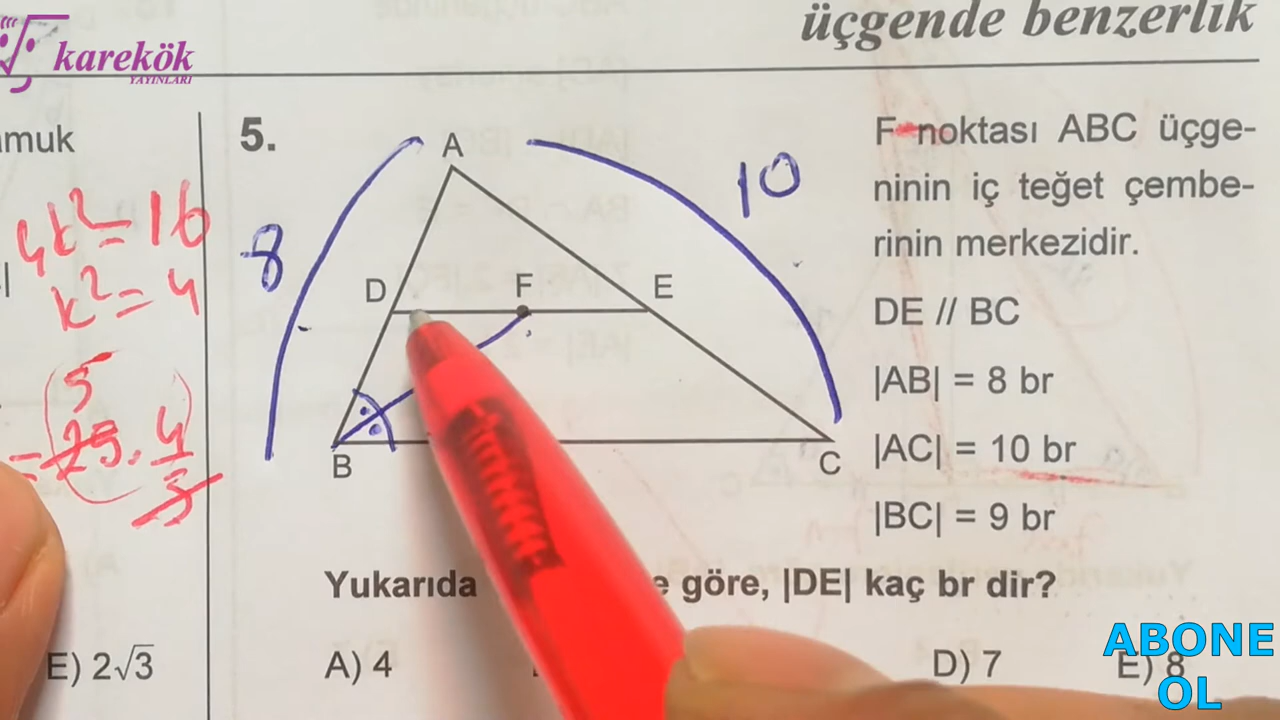 üçgende benzerlik
karekök
YAYINLARI
amuk
4k²=16
k²=4
E) 2√3
5.
A
D
F
E
B
C
8
10
F noktası ABC üçge-
ninin iç teğet çembe-
rinin merkezidir.
DE // BC
|AB| = 8 br
|AC| = 10 br
|BC| = 9 br
Yukarıda göre, |DE| kaç br dir?
A) 4
D) 7
E) 8
ABONE
OL